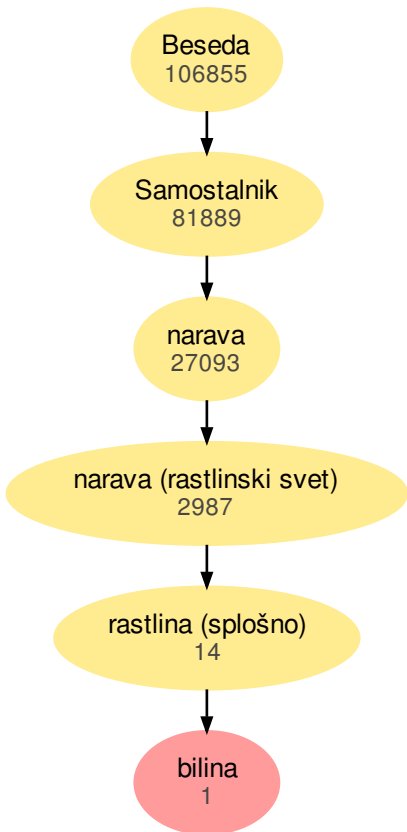 Beseda
106855
Samostalnik
81889
narava
27093
narava (rastlinski svet)
2987
rastlina (splošno)
14
bilina
1